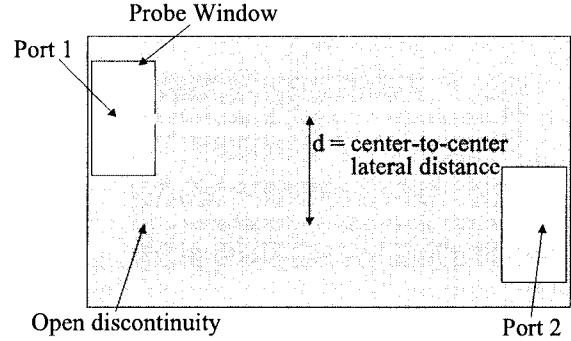 Probe Window
Port 1
d = center-to-center
lateral distance
Open discontinuity
Port 2